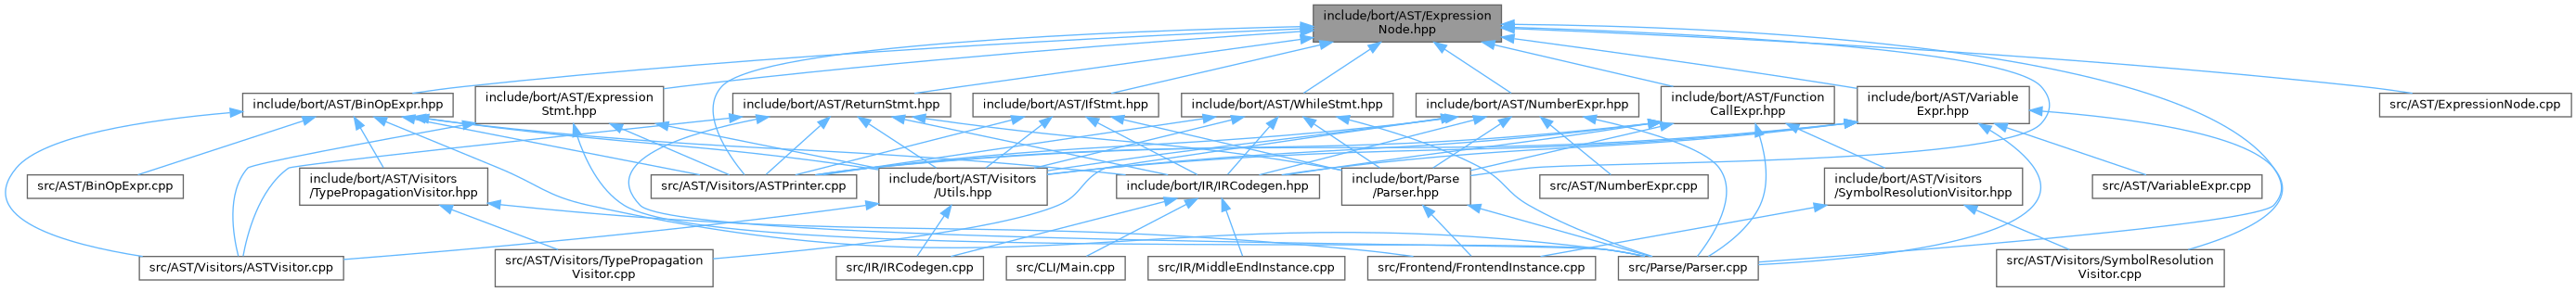 include/bort/AST/Expression
Node.hpp
include/bort/AST/BinOpExpr.hpp
include/bort/AST/Expression
Stmt.hpp
include/bort/AST/ReturnStmt.hpp
include/bort/AST/IfStmt.hpp
include/bort/AST/WhileStmt.hpp
include/bort/AST/NumberExpr.hpp
include/bort/AST/Function
CallExpr.hpp
include/bort/AST/Variable
Expr.hpp
src/AST/ExpressionNode.cpp
src/AST/BinOpExpr.cpp
include/bort/AST/Visitors
/TypePropagationVisitor.hpp
src/AST/Visitors/ASTPrinter.cpp
include/bort/AST/Visitors
/Utils.hpp
include/bort/IR/IRCodegen.hpp
include/bort/Parse
/Parser.hpp
src/AST/NumberExpr.cpp
include/bort/AST/Visitors
/SymbolResolutionVisitor.hpp
src/AST/VariableExpr.cpp
src/AST/Visitors/ASTVisitor.cpp
src/AST/Visitors/TypePropagation
Visitor.cpp
src/IR/IRCodegen.cpp
src/CLI/Main.cpp
src/IR/MiddleEndInstance.cpp
src/Frontend/FrontendInstance.cpp
src/Parse/Parser.cpp
src/AST/Visitors/SymbolResolution
Visitor.cpp